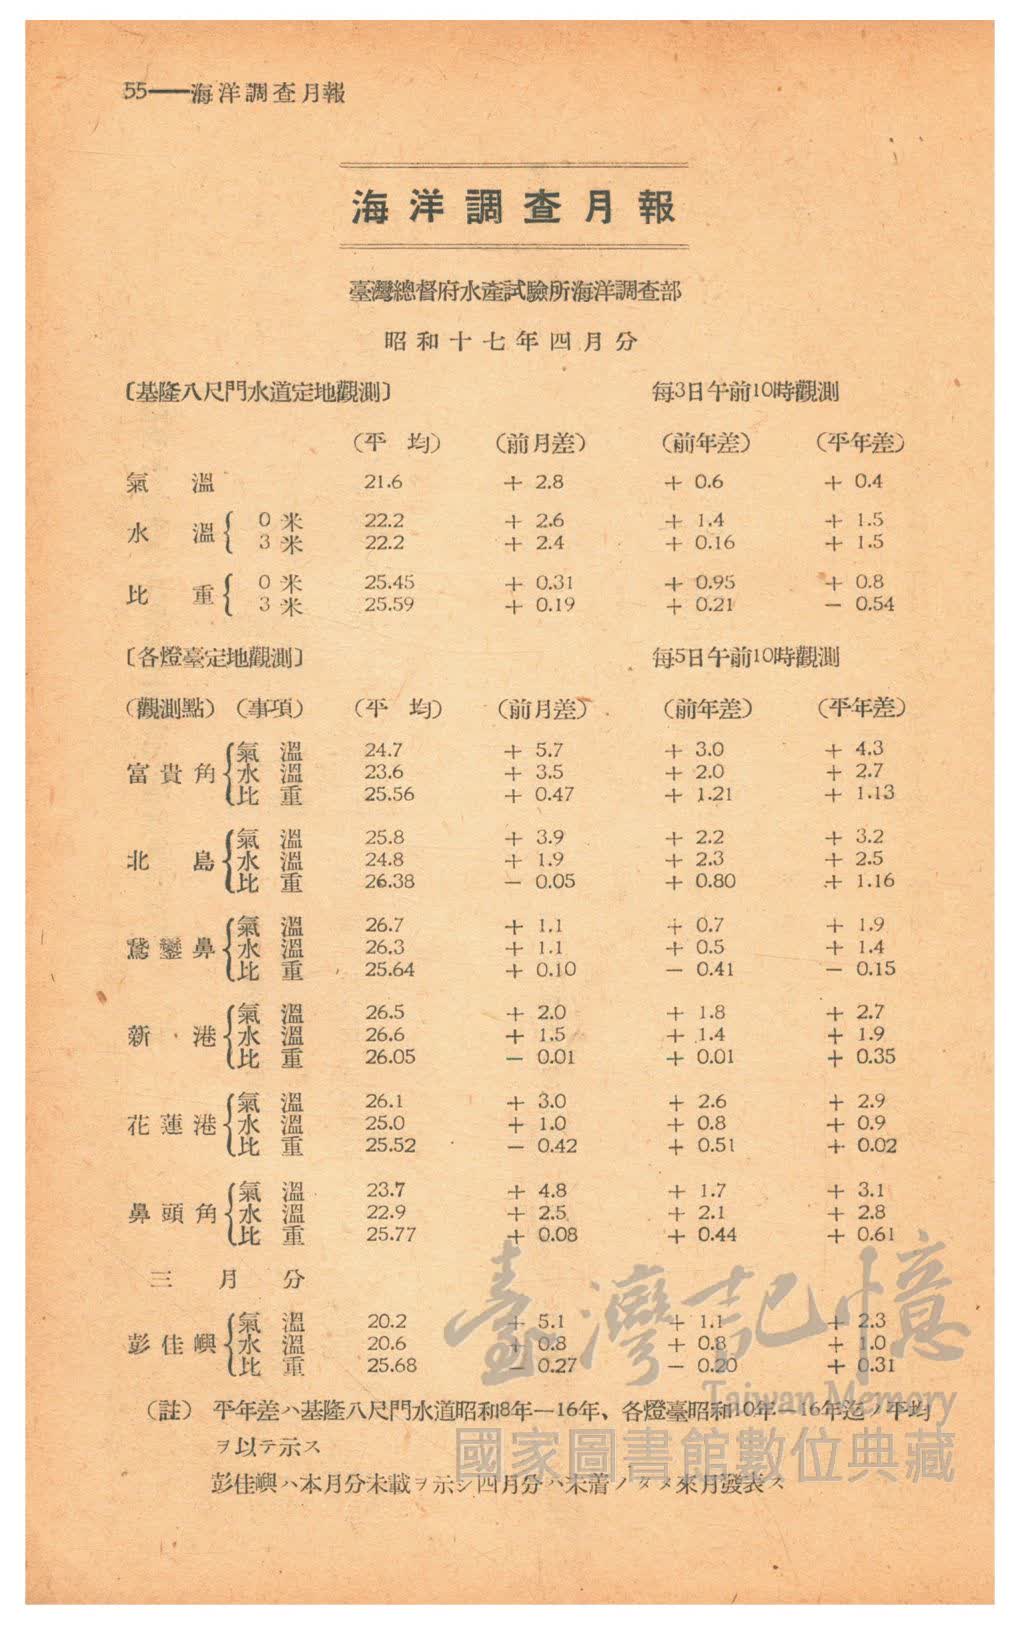 55——海洋調査月報
海洋調査月報
臺灣總督府水產試驗所海洋調査部
昭和十七年四月分
〔基隆八尺門水道定地觀測〕 每3日午前10時觀測
(平均) (前月差) (前年差) (平年差)
氣溫 21.6 + 2.8 + 0.6 + 0.4
水溫 { 0米 22.2 + 2.6 + 1.4 + 1.5
3米 22.2 + 2.4 + 0.16 + 1.5
比重 { 0米 25.45 + 0.31 + 0.95 + 0.8
3米 25.59 + 0.19 + 0.21 - 0.54
〔各燈臺定地觀測〕 每5日午前10時觀測
(觀測點) (事項) (平均) (前月差) (前年差) (平年差)
氣溫 24.7 + 5.7 + 3.0 + 4.3
富貴角 { 水溫 23.6 + 3.5 + 2.0 + 2.7
比重 25.56 + 0.47 + 1.21 + 1.13
氣溫 25.8 + 3.9 + 2.2 + 3.2
北島 { 水溫 24.8 + 1.9 + 2.3 + 2.5
比重 26.38 - 0.05 + 0.80 + 1.16
氣溫 26.7 + 1.1 + 0.7 + 1.9
鵞鑾鼻 { 水溫 26.3 + 1.1 + 0.5 + 1.4
比重 25.64 + 0.10 - 0.41 - 0.15
氣溫 26.5 + 2.0 + 1.8 + 2.7
新港 { 水溫 26.6 + 1.5 + 1.4 + 1.9
比重 26.05 - 0.01 + 0.01 + 0.35
氣溫 26.1 + 3.0 + 2.6 + 2.9
花蓮港 { 水溫 25.0 + 1.0 + 0.8 + 0.9
比重 25.52 - 0.42 + 0.51 + 0.02
氣溫 23.7 + 4.8 + 1.7 + 3.1
鼻頭角 { 水溫 22.9 + 2.5 + 2.1 + 2.8
比重 25.77 + 0.08 + 0.44 + 0.61
三月分
氣溫 20.2 + 5.1 + 1.1 + 2.3
彭佳嶼 { 水溫 20.6 + 0.8 + 0.8 + 1.0
比重 25.68 - 0.27 - 0.20 + 0.31
(註) 平年差ハ基隆八尺門水道昭和8年—16年、各燈臺昭和10年—16年迄ノ平均
ヲ以テ示ス
彭佳嶼ハ本月分未載ヲ示シ四月分ハ未着ノタメ來月發表ス
臺灣記憶
Taiwan Memory
國家圖書館數位典藏